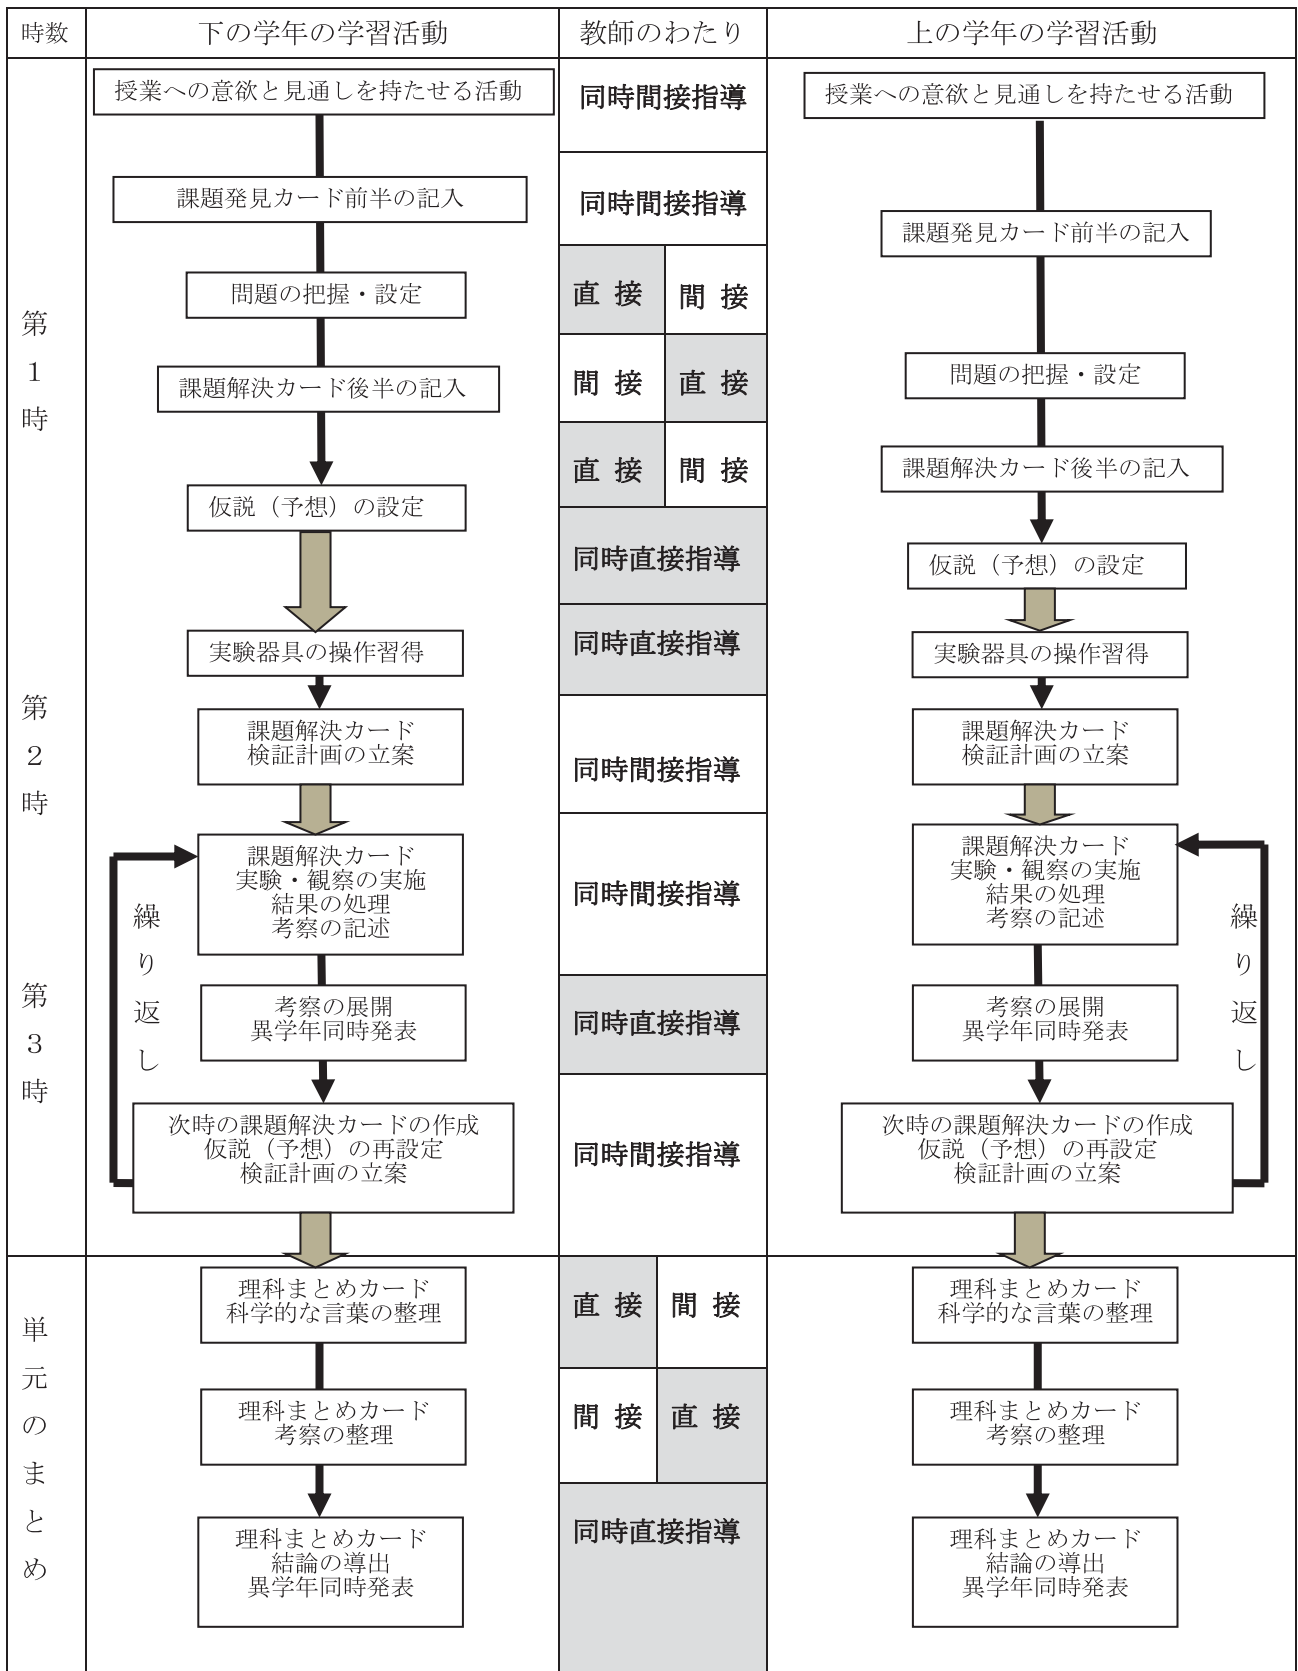 時数
下の学年の学習活動
教師のわたり
上の学年の学習活動
第1時
授業への意欲と見通しを持たせる活動
同時間接指導
授業への意欲と見通しを持たせる活動
課題発見カード前半の記入
同時間接指導
課題発見カード前半の記入
問題の把握・設定
直接
間接
課題解決カード後半の記入
間接
直接
問題の把握・設定
直接
間接
課題解決カード後半の記入
仮説（予想）の設定
同時直接指導
仮説（予想）の設定
第2時
実験器具の操作習得
同時直接指導
実験器具の操作習得
課題解決カード
検証計画の立案
同時間接指導
課題解決カード
検証計画の立案
第3時
繰り返し
課題解決カード
実験・観察の実施
結果の処理
考察の記述
同時間接指導
課題解決カード
実験・観察の実施
結果の処理
考察の記述
繰り返し
考察の展開
異学年同時発表
同時直接指導
考察の展開
異学年同時発表
次時の課題解決カードの作成
仮説（予想）の再設定
検証計画の立案
同時間接指導
次時の課題解決カードの作成
仮説（予想）の再設定
検証計画の立案
単元のまとめ
理科まとめカード
科学的な言葉の整理
直接
間接
理科まとめカード
科学的な言葉の整理
理科まとめカード
考察の整理
間接
直接
理科まとめカード
考察の整理
理科まとめカード
結論の導出
異学年同時発表
同時直接指導
理科まとめカード
結論の導出
異学年同時発表